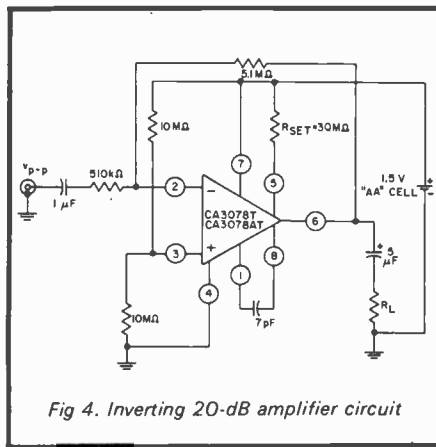 5.1MΩ
10MΩ
RSET=30MΩ
vp-p
510kΩ
1 μF
2
3
7
5
CA3078T
CA3078AT
6
1
8
4
7pF
1.5 V
"AA" CELL
+
-
−
+
+
5
μF
RL
10MΩ
Fig 4. Inverting 20-dB amplifier circuit